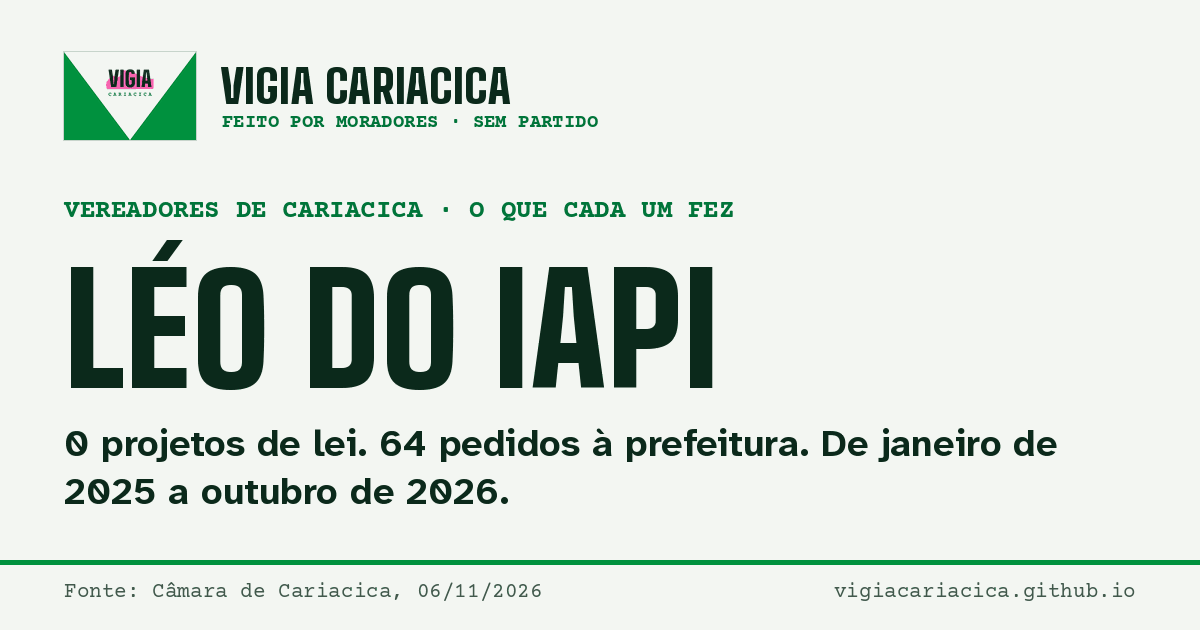 VIGIA
CARIACICA
VIGIA CARIACICA
FEITO POR MORADORES · SEM PARTIDO
VEREADORES DE CARIACICA · O QUE CADA UM FEZ
LÉO DO IAPI
0 projetos de lei. 64 pedidos à prefeitura. De janeiro de
2025 a outubro de 2026.
Fonte: Câmara de Cariacica, 06/11/2026
vigiacariacica.github.io